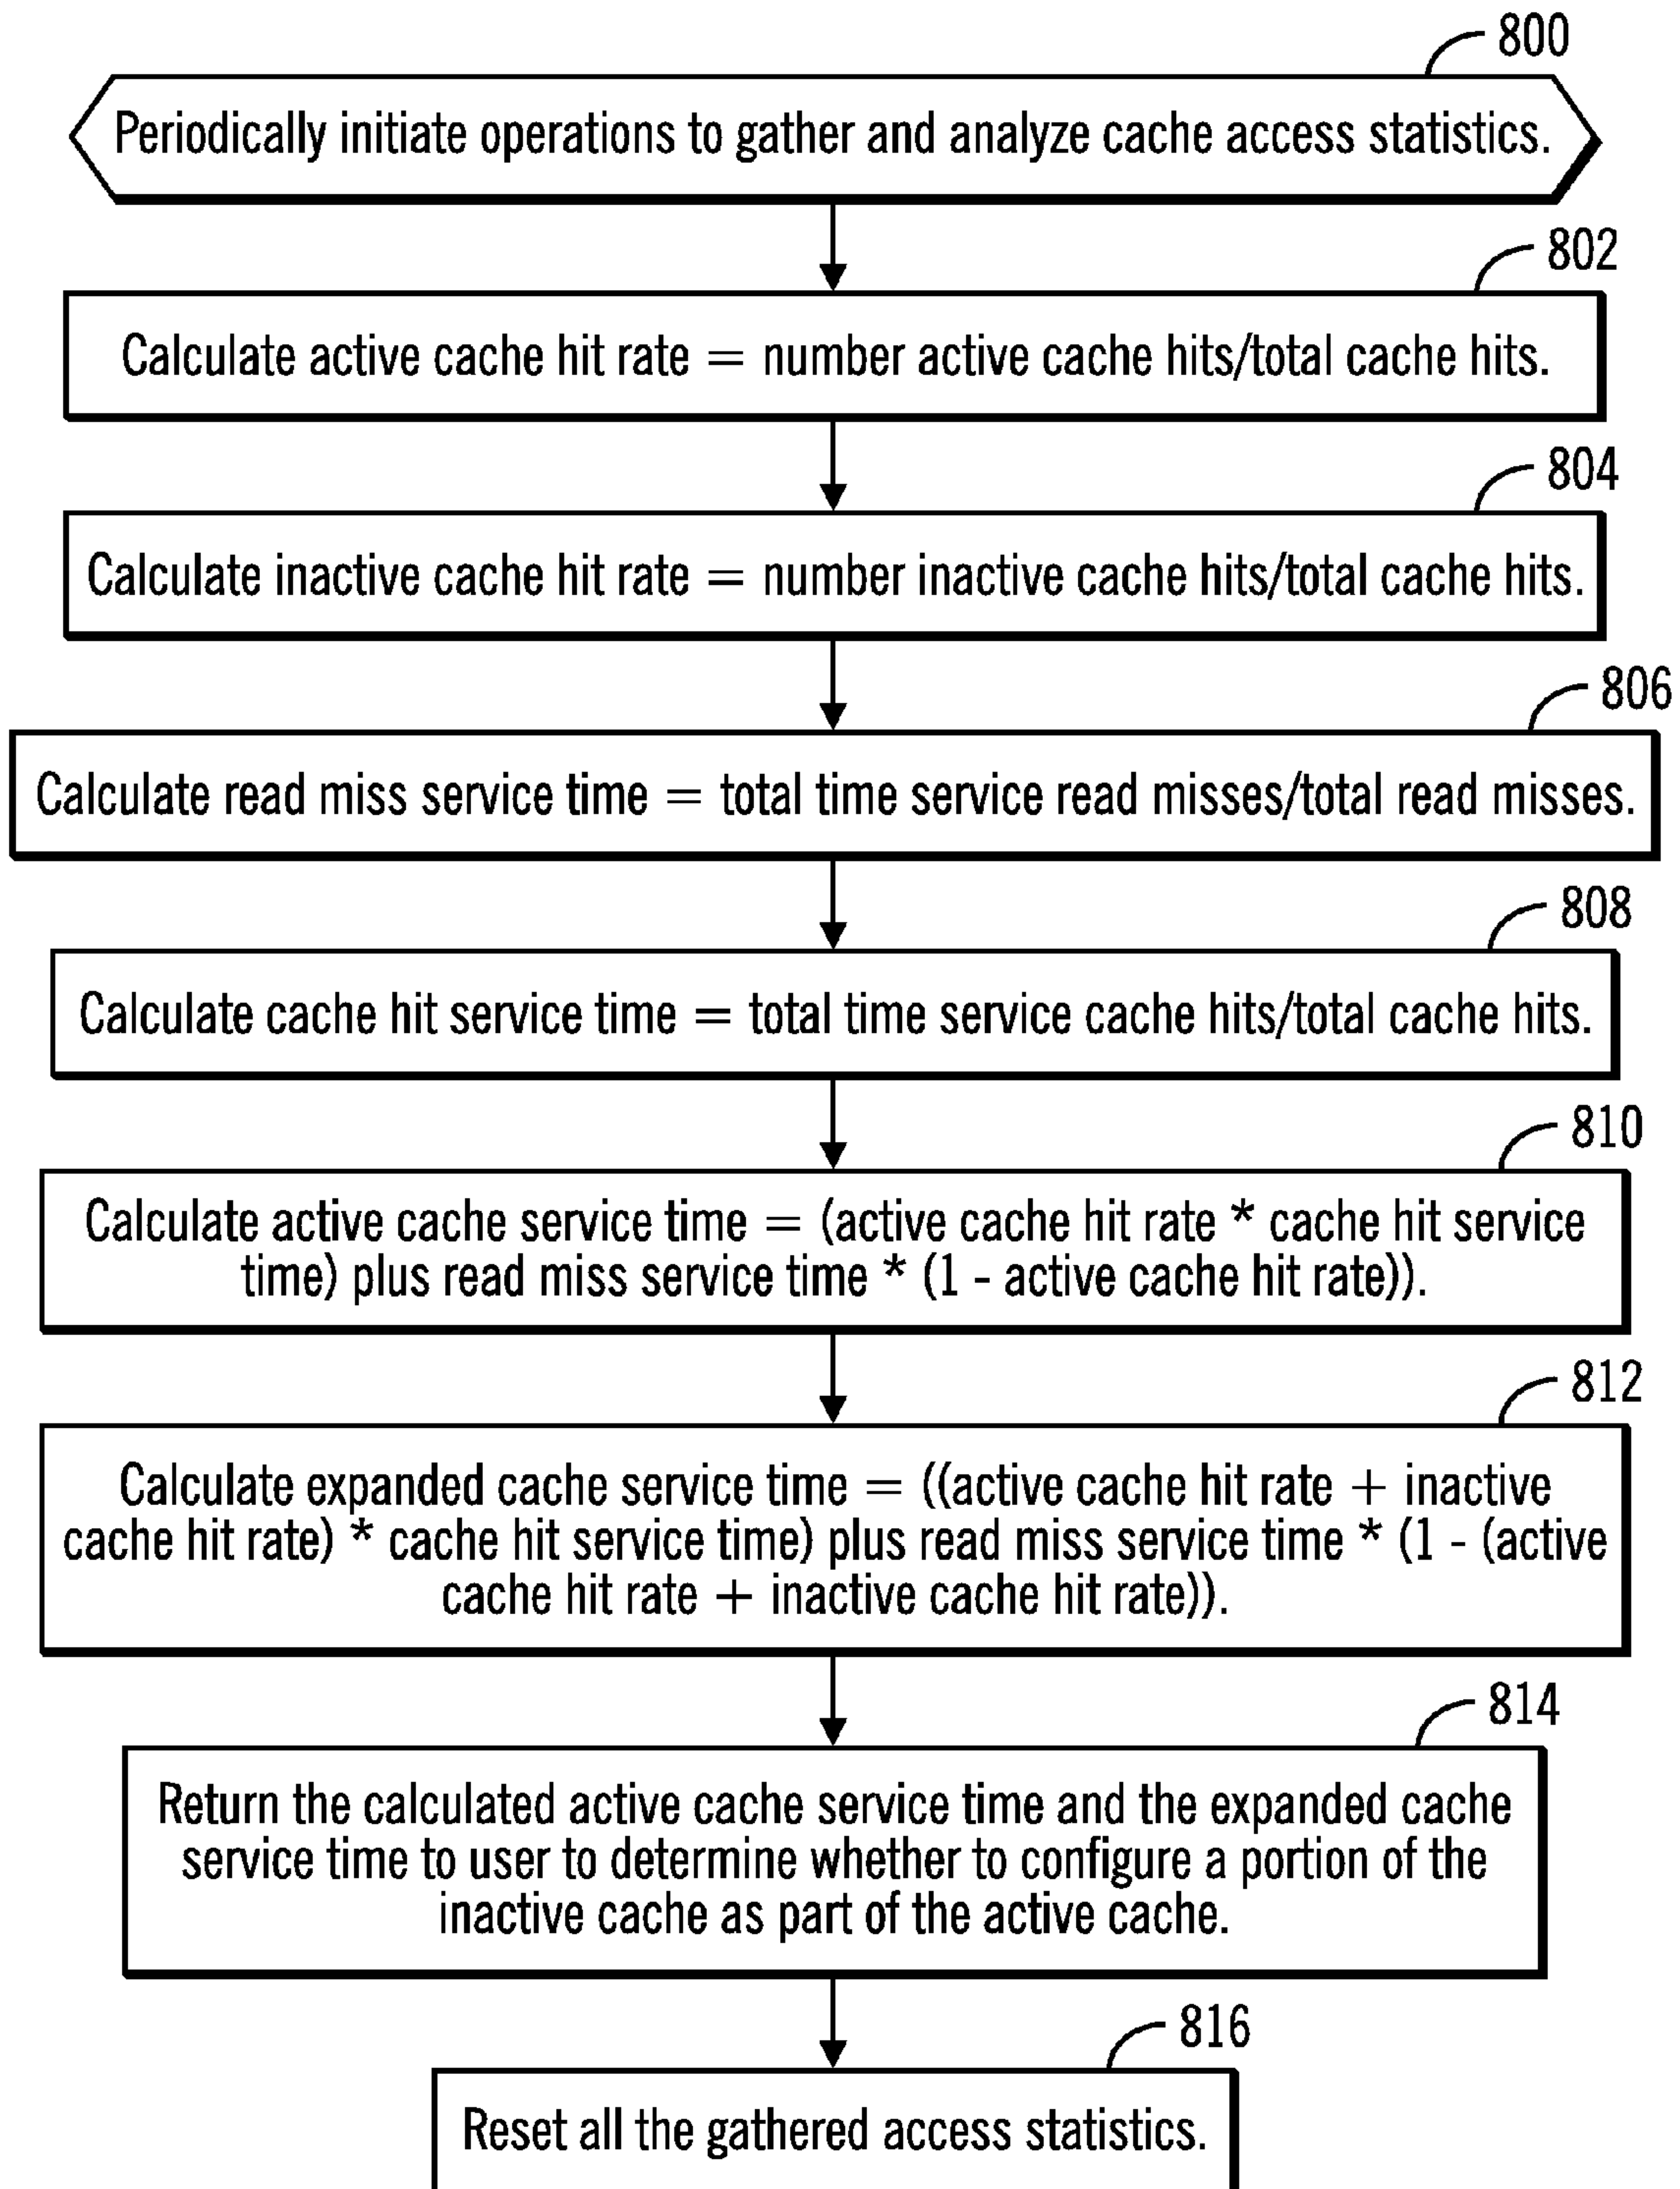 800
Periodically initiate operations to gather and analyze cache access statistics.
802
Calculate active cache hit rate = number active cache hits/total cache hits.
804
Calculate inactive cache hit rate = number inactive cache hits/total cache hits.
806
Calculate read miss service time = total time service read misses/total read misses.
808
Calculate cache hit service time = total time service cache hits/total cache hits.
810
Calculate active cache service time = (active cache hit rate * cache hit service
time) plus read miss service time * (1 - active cache hit rate)).
812
Calculate expanded cache service time = ((active cache hit rate + inactive
cache hit rate) * cache hit service time) plus read miss service time * (1 - (active
cache hit rate + inactive cache hit rate)).
814
Return the calculated active cache service time and the expanded cache
service time to user to determine whether to configure a portion of the
inactive cache as part of the active cache.
816
Reset all the gathered access statistics.